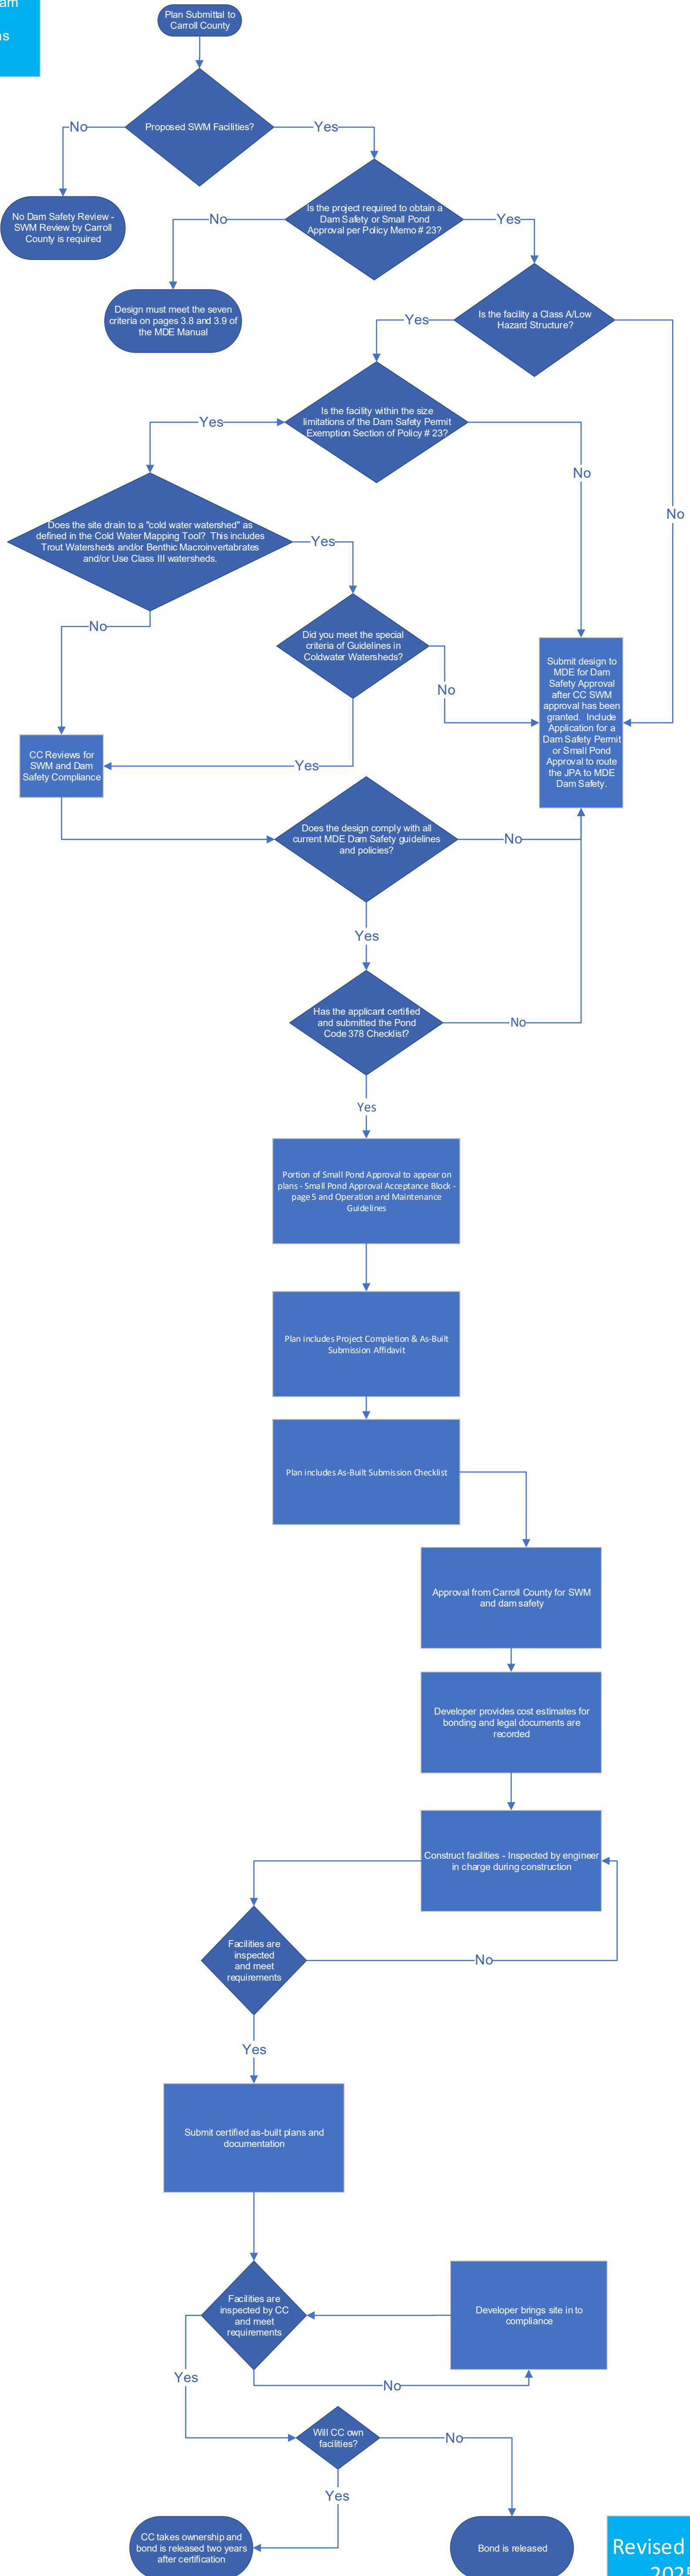 am
ns
Plan Submittal to
Carroll County
Proposed SWM Facilities?
No
Yes
No Dam Safety Review -
SWM Review by Carroll
County is required
Is the project required to obtain a
Dam Safety or Small Pond
Approval per Policy Memo # 23?
No
Yes
Design must meet the seven
criteria on pages 3.8 and 3.9 of
the MDE Manual
Is the facility a Class A/Low
Hazard Structure?
Yes
No
Is the facility within the size
limitations of the Dam Safety Permit
Exemption Section of Policy # 23?
Yes
No
Does the site drain to a "cold water watershed" as
defined in the Cold Water Mapping Tool? This includes
Trout Watersheds and/or Benthic Macroinvertabrates
and/or Use Class III watersheds.
Yes
No
Did you meet the special
criteria of Guidelines in
Coldwater Watersheds?
No
Yes
Submit design to
MDE for Dam
Safety Approval
after CC SWM
approval has been
granted. Include
Application for a
Dam Safety Permit
or Small Pond
Approval to route
the JPA to MDE
Dam Safety.
CC Reviews for
SWM and Dam
Safety Compliance
Does the design comply with all
current MDE Dam Safety guidelines
and policies?
No
Yes
Has the applicant certified
and submitted the Pond
Code 378 Checklist?
No
Yes
Portion of Small Pond Approval to appear on
plans - Small Pond Approval Acceptance Block -
page 5 and Operation and Maintenance
Guidelines
Plan includes Project Completion & As-Built
Submission Affidavit
Plan includes As-Built Submission Checklist
Approval from Carroll County for SWM
and dam safety
Developer provides cost estimates for
bonding and legal documents are
recorded
Construct facilities - Inspected by engineer
in charge during construction
Facilities are
inspected
and meet
requirements
No
Yes
Submit certified as-built plans and
documentation
Facilities are
inspected by CC
and meet
requirements
Developer brings site in to
compliance
Yes
No
Will CC own
facilities?
No
Yes
CC takes ownership and
bond is released two years
after certification
Bond is released
Revised
2025